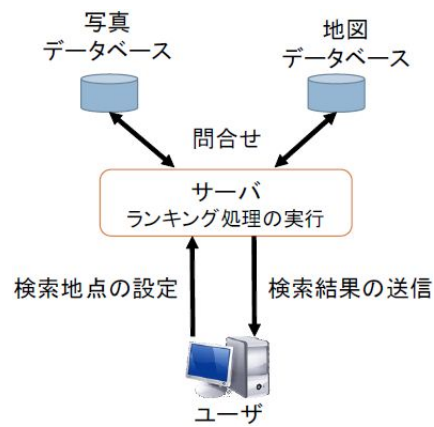 写真
データベース
地図
データベース
問合せ
サーバ
ランキング処理の実行
検索地点の設定
検索結果の送信
ユーザ